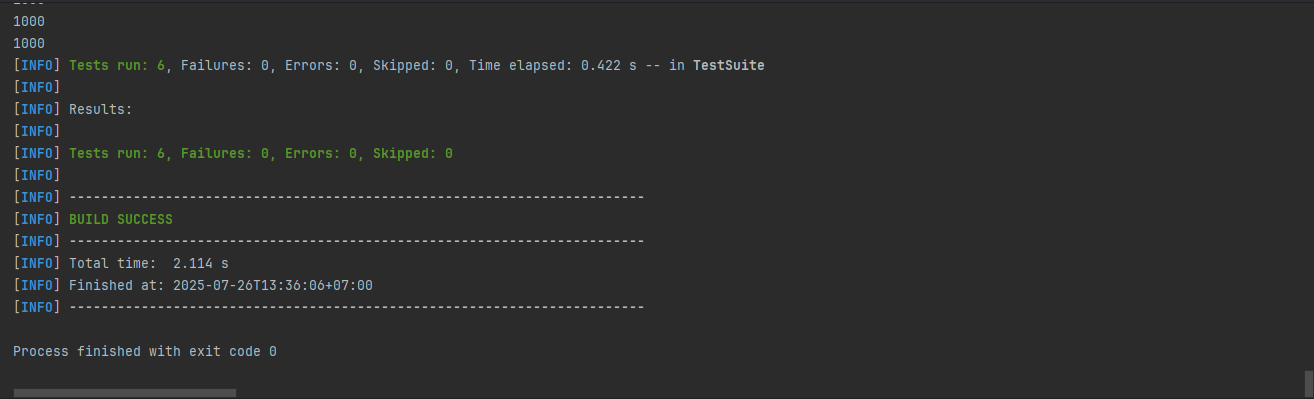 1000
1000
[INFO] Tests run: 6, Failures: 0, Errors: 0, Skipped: 0, Time elapsed: 0.422 s -- in TestSuite
[INFO]
[INFO] Results:
[INFO]
[INFO] Tests run: 6, Failures: 0, Errors: 0, Skipped: 0
[INFO]
[INFO] ------------------------------------------------------------------------
[INFO] BUILD SUCCESS
[INFO] ------------------------------------------------------------------------
[INFO] Total time:  2.114 s
[INFO] Finished at: 2025-07-26T13:36:06+07:00
[INFO] ------------------------------------------------------------------------
Process finished with exit code 0